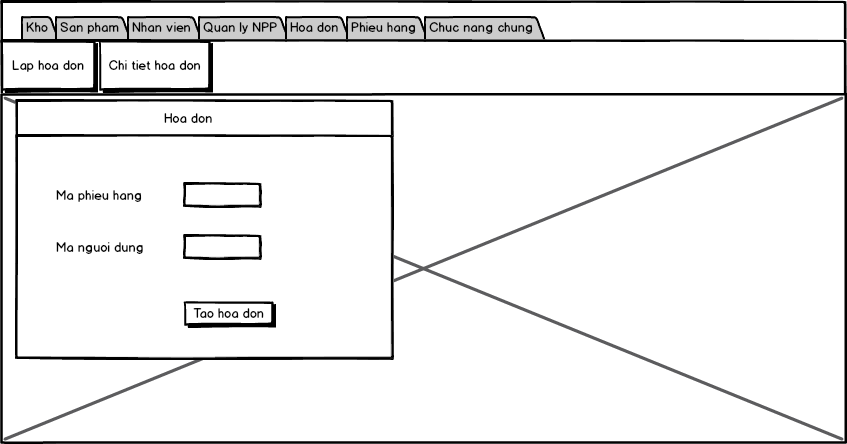 Kho San pham Nhan vien Quan ly NPP Hoa don Phieu hang Chuc nang chung
Lap hoa don Chi tiet hoa don
Hoa don
Ma phieu hang
Ma nguoi dung
Tao hoa don